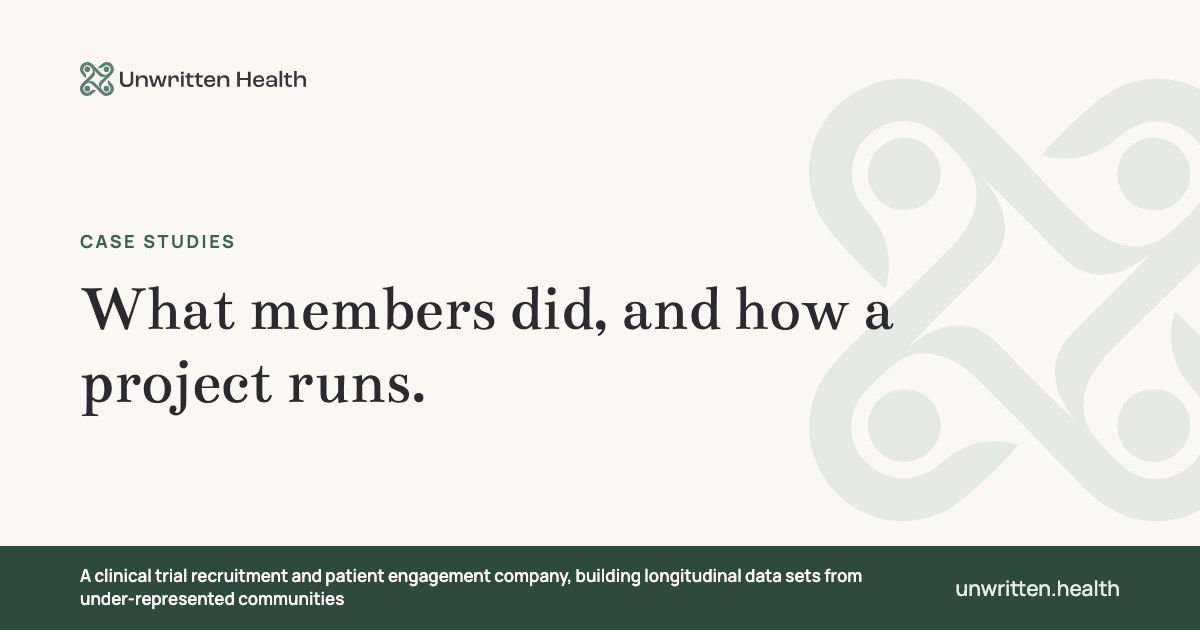 Unwritten Health
CASE STUDIES
What members did, and how a
project runs.
A clinical trial recruitment and patient engagement company, building longitudinal data sets from
under-represented communities
unwritten.health